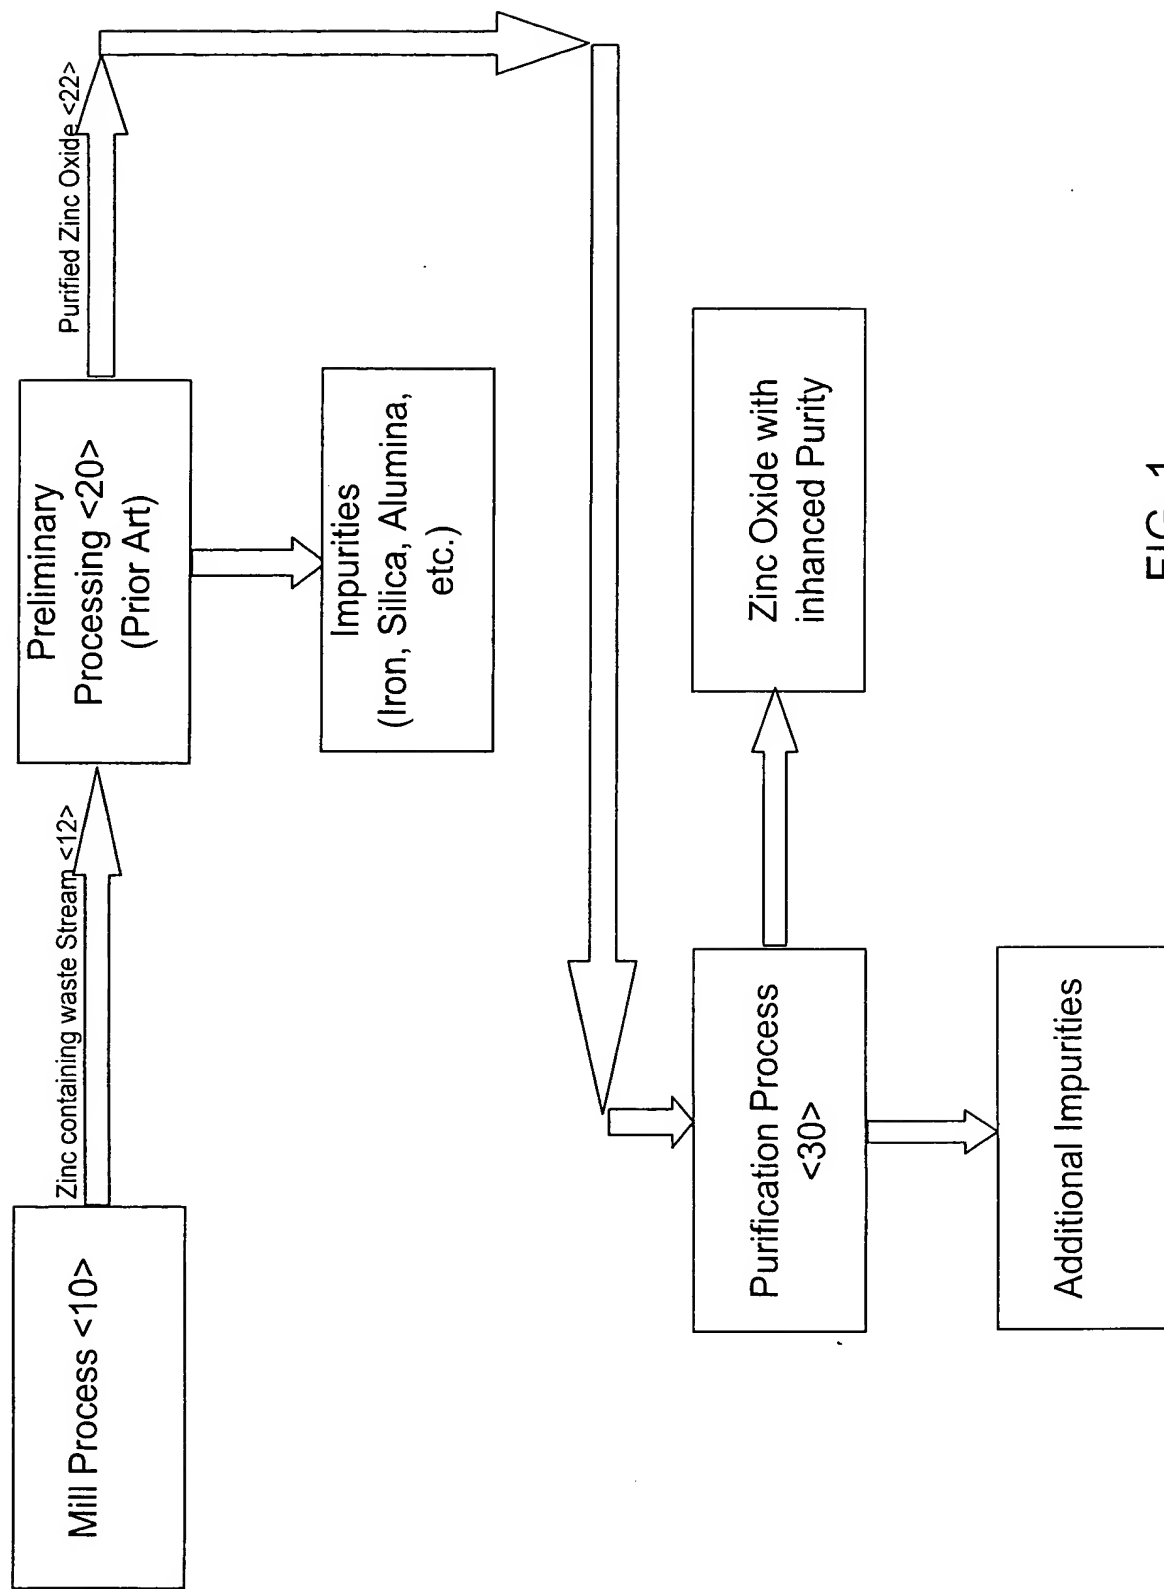 Mill Process <10>
Zinc containing waste Stream <12>
Preliminary
Processing <20>
(Prior Art)
Purified Zinc Oxide <22>
Impurities
(Iron, Silica, Alumina,
etc.)
Purification Process
<30>
Zinc Oxide with
inhanced Purity
Additional Impurities
FIG. 1